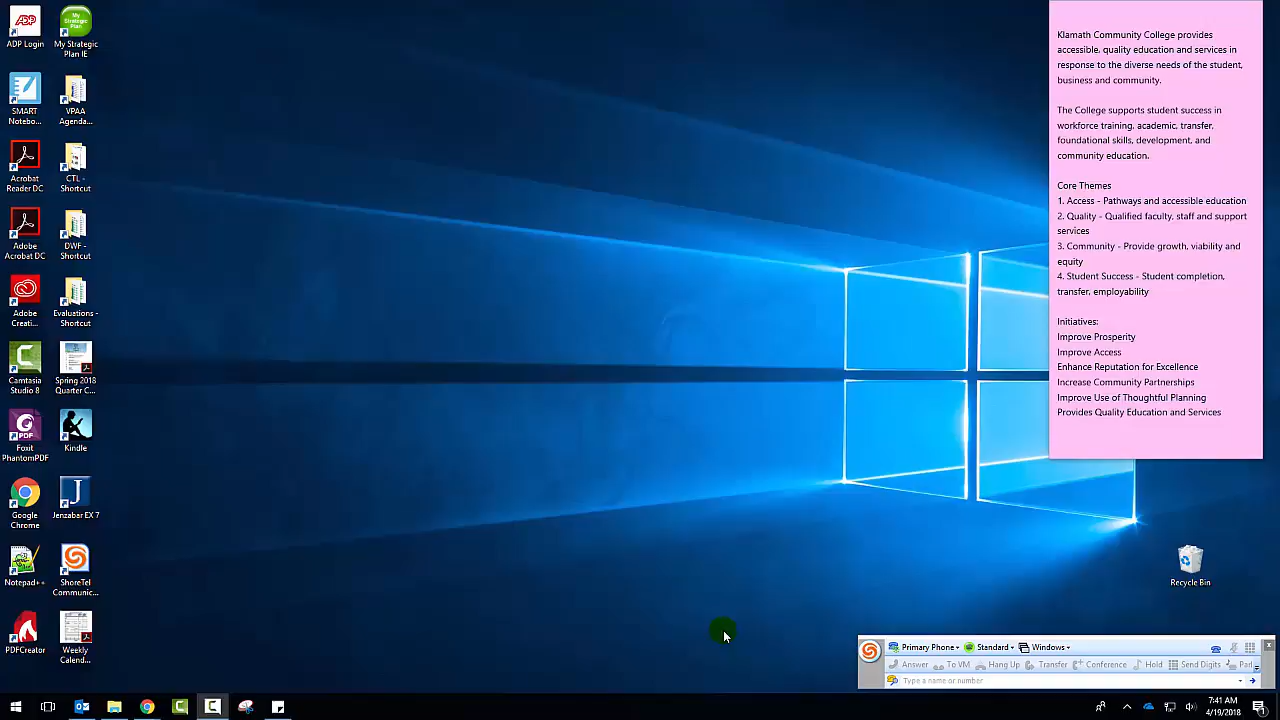 ADP Login
My Strategic
Plan IE
SMART
Notebo...
VPAA
Agenda...
Acrobat
Reader DC
CTL -
Shortcut
Adobe
Acrobat DC
DWF -
Shortcut
Adobe
Creati...
Evaluations -
Shortcut
Camtasia
Studio 8
Spring 2018
Quarter C...
Foxit
PhantomPDF
Kindle
Google
Chrome
Jenzabar EX 7
Notepad++
ShoreTel
Communic...
PDFCreator
Weekly
Calend...
Klamath Community College provides
accessible, quality education and services in
response to the diverse needs of the student,
business and community.
The College supports student success in
workforce training, academic, transfer,
foundational skills, development, and
community education.
Core Themes
1. Access - Pathways and accessible education
2. Quality - Qualified faculty, staff and support
services
3. Community - Provide growth, viability and
equity
4. Student Success - Student completion,
transfer, employability
Initiatives:
Improve Prosperity
Improve Access
Enhance Reputation for Excellence
Increase Community Partnerships
Improve Use of Thoughtful Planning
Provides Quality Education and Services
Recycle Bin
Primary Phone Standard Windows
Answer To VM Hang Up Transfer Conference Hold Send Digits Par
Type a name or number
7:41 AM
4/19/2018